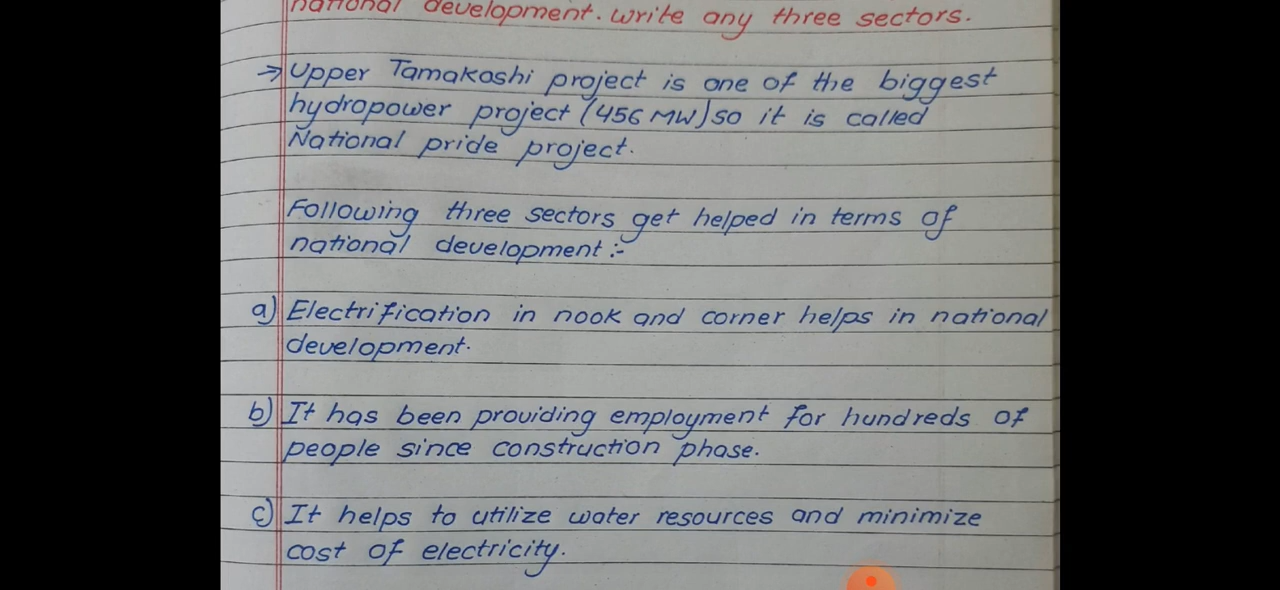 national development. Write any three sectors.
→ Upper Tamakoshi project is one of the biggest
hydropower project (456 MW) so it is called
National pride project.
Following three sectors get helped in terms of
national development :-
a) Electrification in nook and corner helps in national
development.
b) It has been providing employment for hundreds of
people since construction phase.
c) It helps to utilize water resources and minimize
cost of electricity.